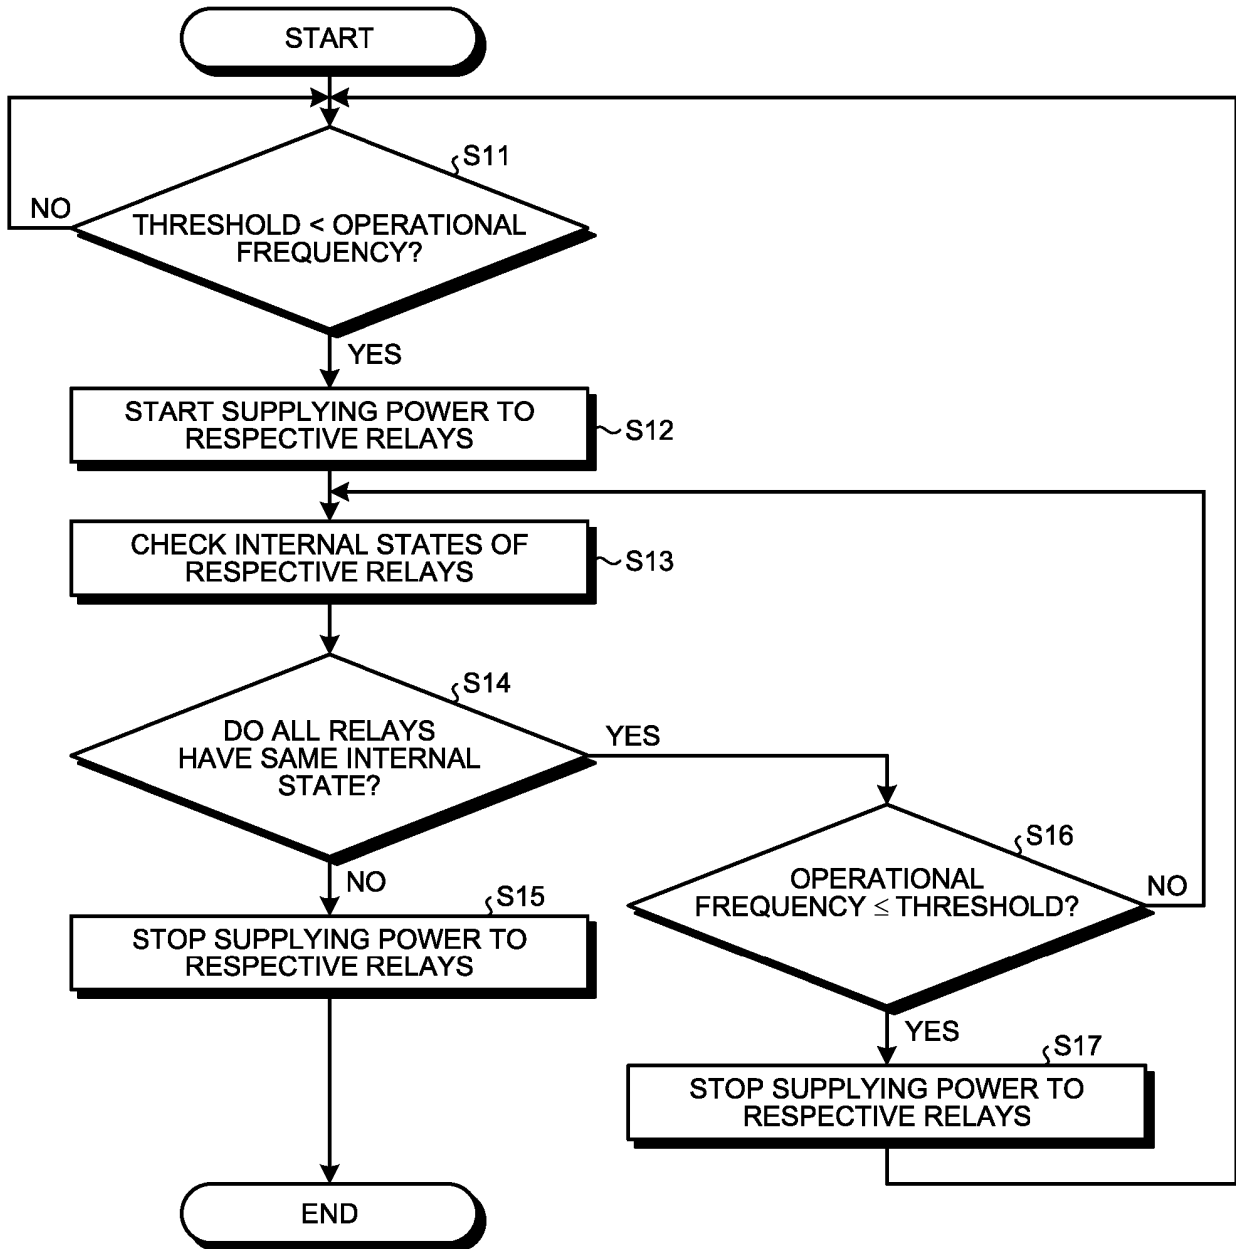 START
S11
NO
THRESHOLD < OPERATIONAL
FREQUENCY?
YES
START SUPPLYING POWER TO
RESPECTIVE RELAYS
S12
CHECK INTERNAL STATES OF
RESPECTIVE RELAYS
S13
S14
DO ALL RELAYS
HAVE SAME INTERNAL
STATE?
YES
NO
S15
STOP SUPPLYING POWER TO
RESPECTIVE RELAYS
S16
OPERATIONAL
FREQUENCY ≤ THRESHOLD?
NO
YES
S17
STOP SUPPLYING POWER TO
RESPECTIVE RELAYS
END